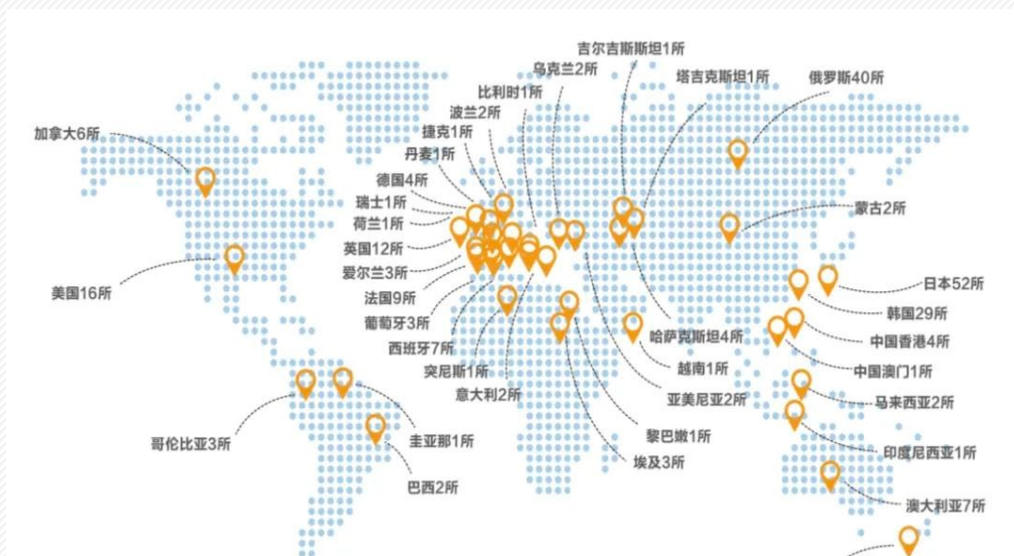 吉尔吉斯斯坦1所
乌克兰2所
塔吉克斯坦1所
俄罗斯40所
比利时1所
波兰2所
捷克1所
加拿大6所
丹麦1所
德国4所
瑞士1所
蒙古2所
荷兰1所
英国12所
爱尔兰3所
日本52所
美国16所
法国9所
韩国29所
葡萄牙3所
哈萨克斯坦4所
中国香港4所
西班牙7所
越南1所
中国澳门1所
突尼斯1所
意大利2所
亚美尼亚2所
马来西亚2所
黎巴嫩1所
哥伦比亚3所
圭亚那1所
印度尼西亚1所
埃及3所
巴西2所
澳大利亚7所